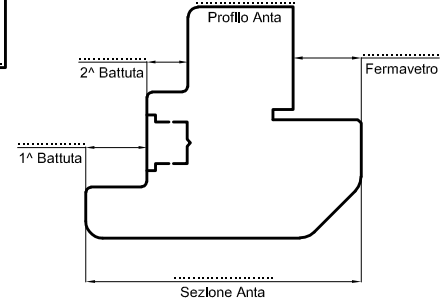 Profilo Anta
2^ Battuta
Fermavetro
1^ Battuta
Sezione Anta